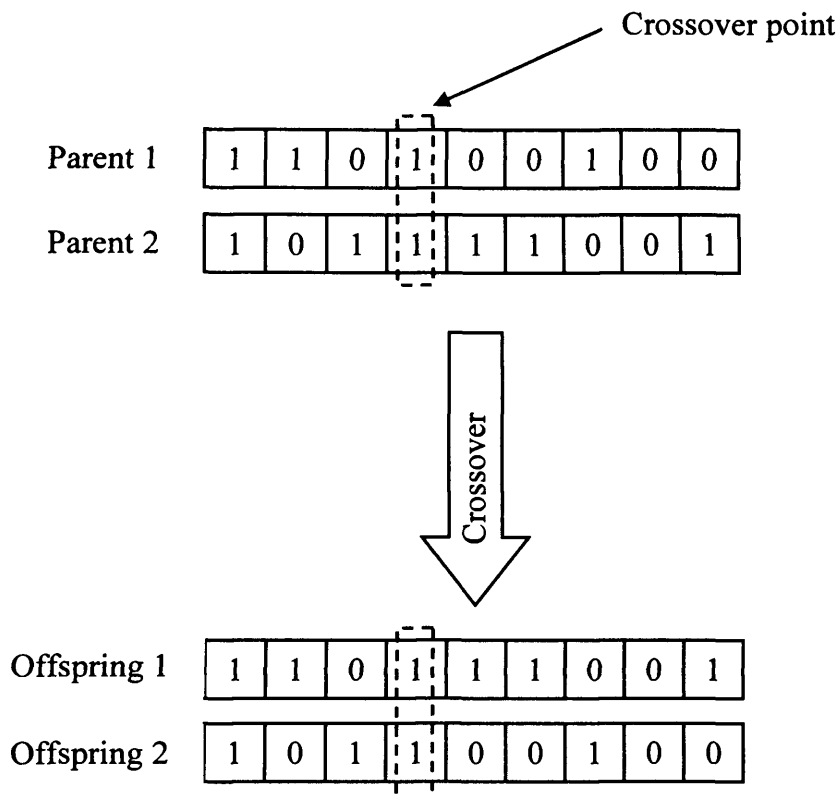 Crossover point
Parent 1 1 1 0 1 0 0 1 0 0
Parent 2 1 0 1 1 1 1 0 0 1
Crossover
Offspring 1 1 1 0 1 1 1 0 0 1
Offspring 2 1 0 1 1 0 0 1 0 0